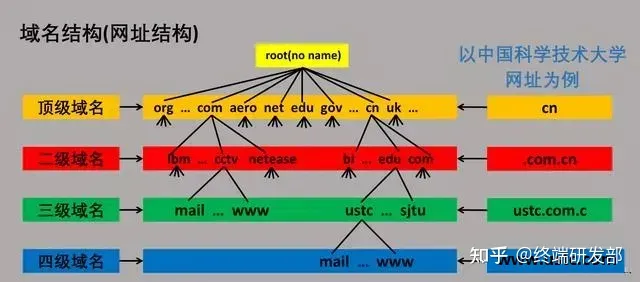 域名结构(网址结构)
root(no name)
以中国科学技术大学
网址为例
顶级域名
org ... com aero net edu gov ... cn uk ...
cn
二级域名
ibm ... cctv netease bj ... edu com
.com.cn
三级域名
mail ... www ustc ... sjtu
ustc.com.c
四级域名
mail ... www
知乎 @终端研发部